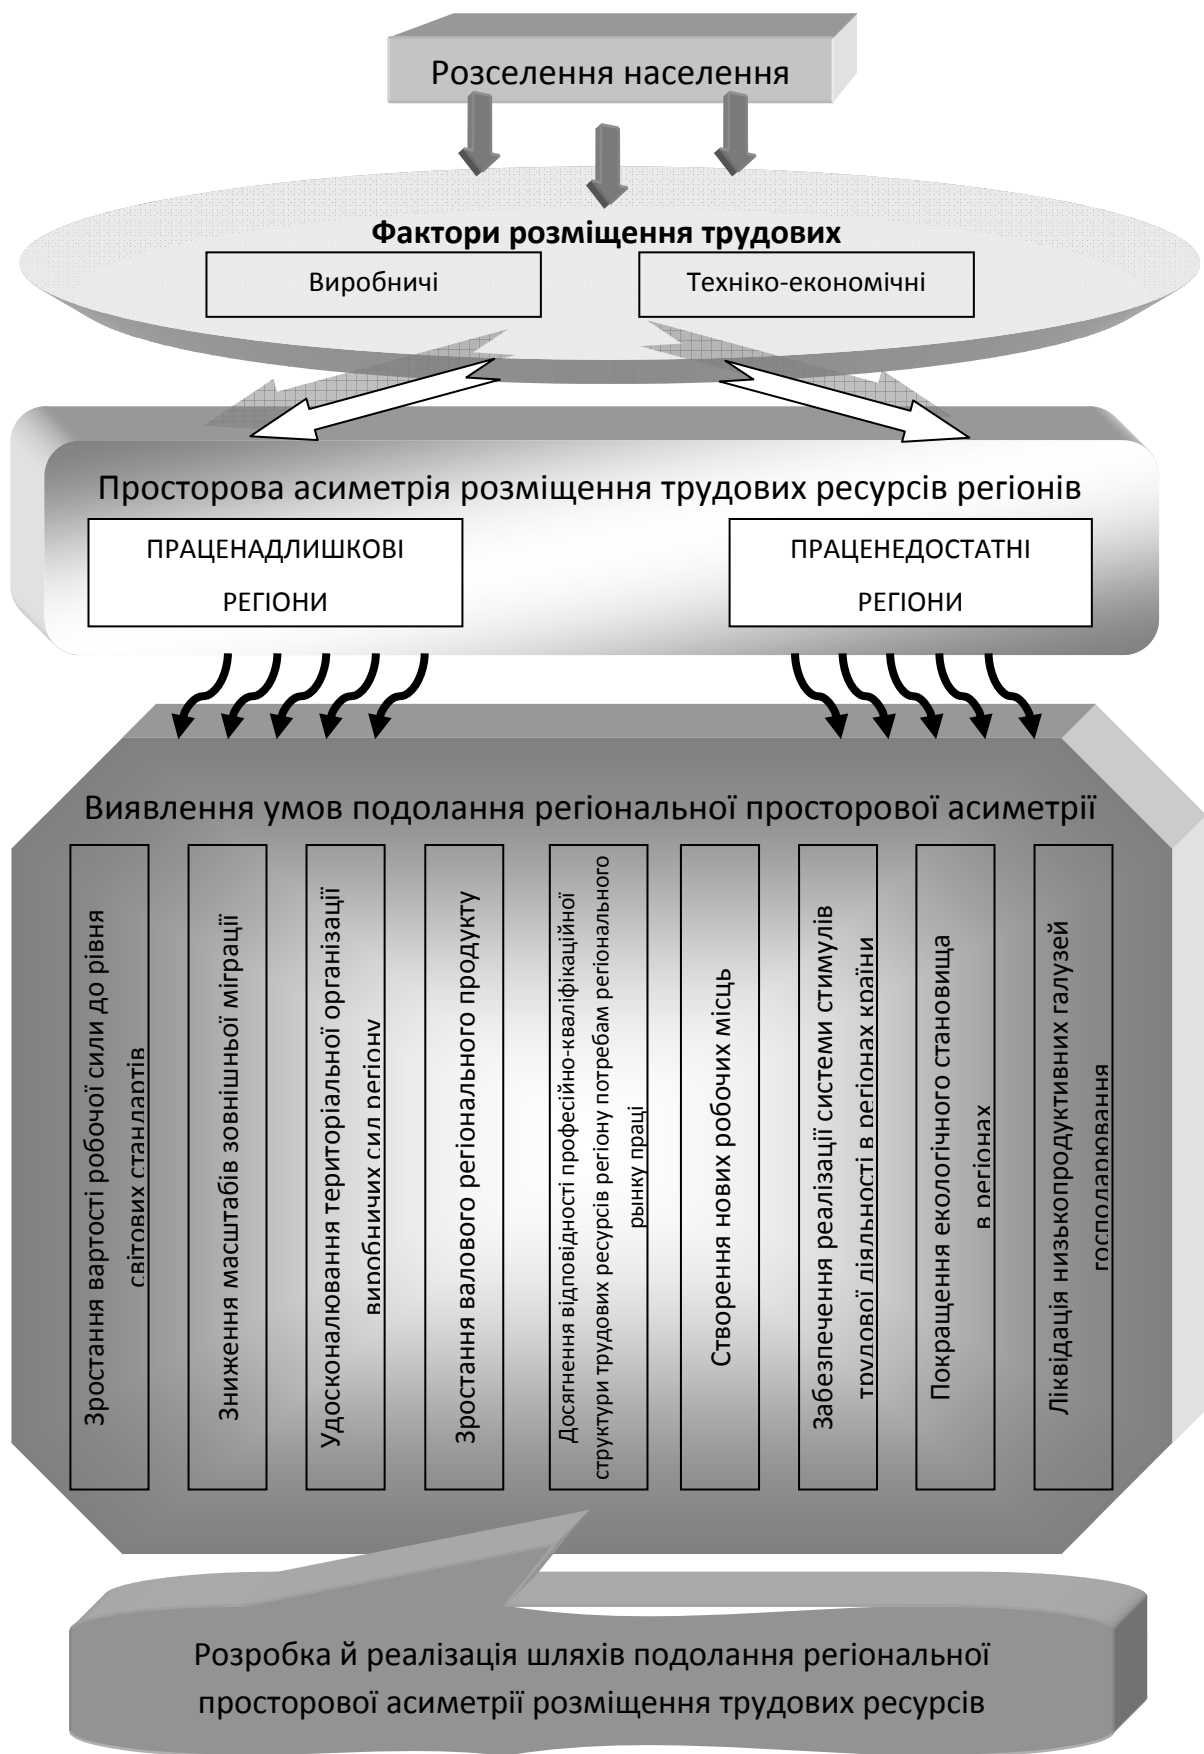 Розселення населення
Фактори розміщення трудових
Виробничі
Техніко-економічні
Просторова асиметрія розміщення трудових ресурсів регіонів
ПРАЦЕНАДЛИШКОВІ
РЕГІОНИ
ПРАЦЕНЕДОСТАТНІ
РЕГІОНИ
Виявлення умов подолання регіональної просторової асиметрії
Зростання вартості робочої сили до рівня
світових стандартів
Зниження масштабів зовнішньої міграції
Удосконалювання територіальної організації
виробничих сил регіону
Зростання валового регіонального продукту
Досягнення відповідності професійно-кваліфікаційної
структури трудових ресурсів регіону потребам регіонального
рынку праці
Створення нових робочих місць
Забезпечення реалізації системи стимулів
трудової діяльності в регіонах країни
Покращення екологічного становища
в регіонах
Ліквідація низькопродуктивних галузей
господарювання
Розробка й реалізація шляхів подолання регіональної
просторової асиметрії розміщення трудових ресурсів